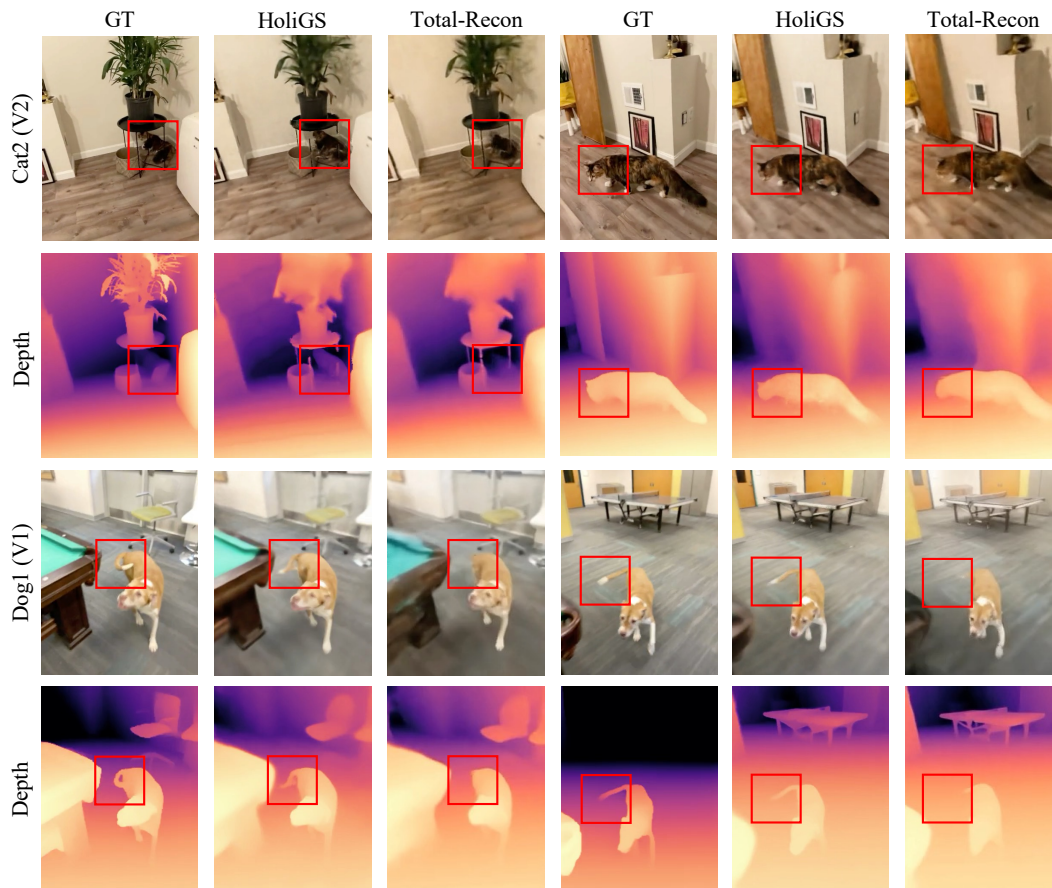 GT HoliGS Total-Recon GT HoliGS Total-Recon
Cat2 (V2)
Depth
Dog1 (V1)
Depth